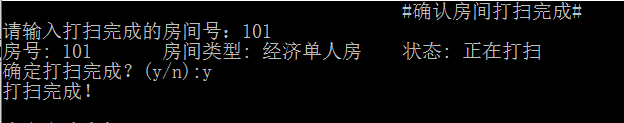 #确认房间打扫完成#
请输入打扫完成的房间号：101
房号: 101 房间类型: 经济单人房 状态: 正在打扫
确定打扫完成？(y/n):y
打扫完成！